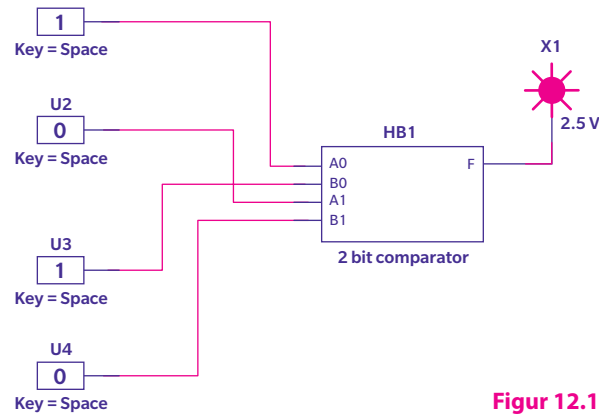 1
Key = Space
U2
0
Key = Space
U3
1
Key = Space
U4
0
Key = Space
HB1
A0
B0
A1
B1
F
2 bit comparator
X1
2.5 V
Figur 12.1